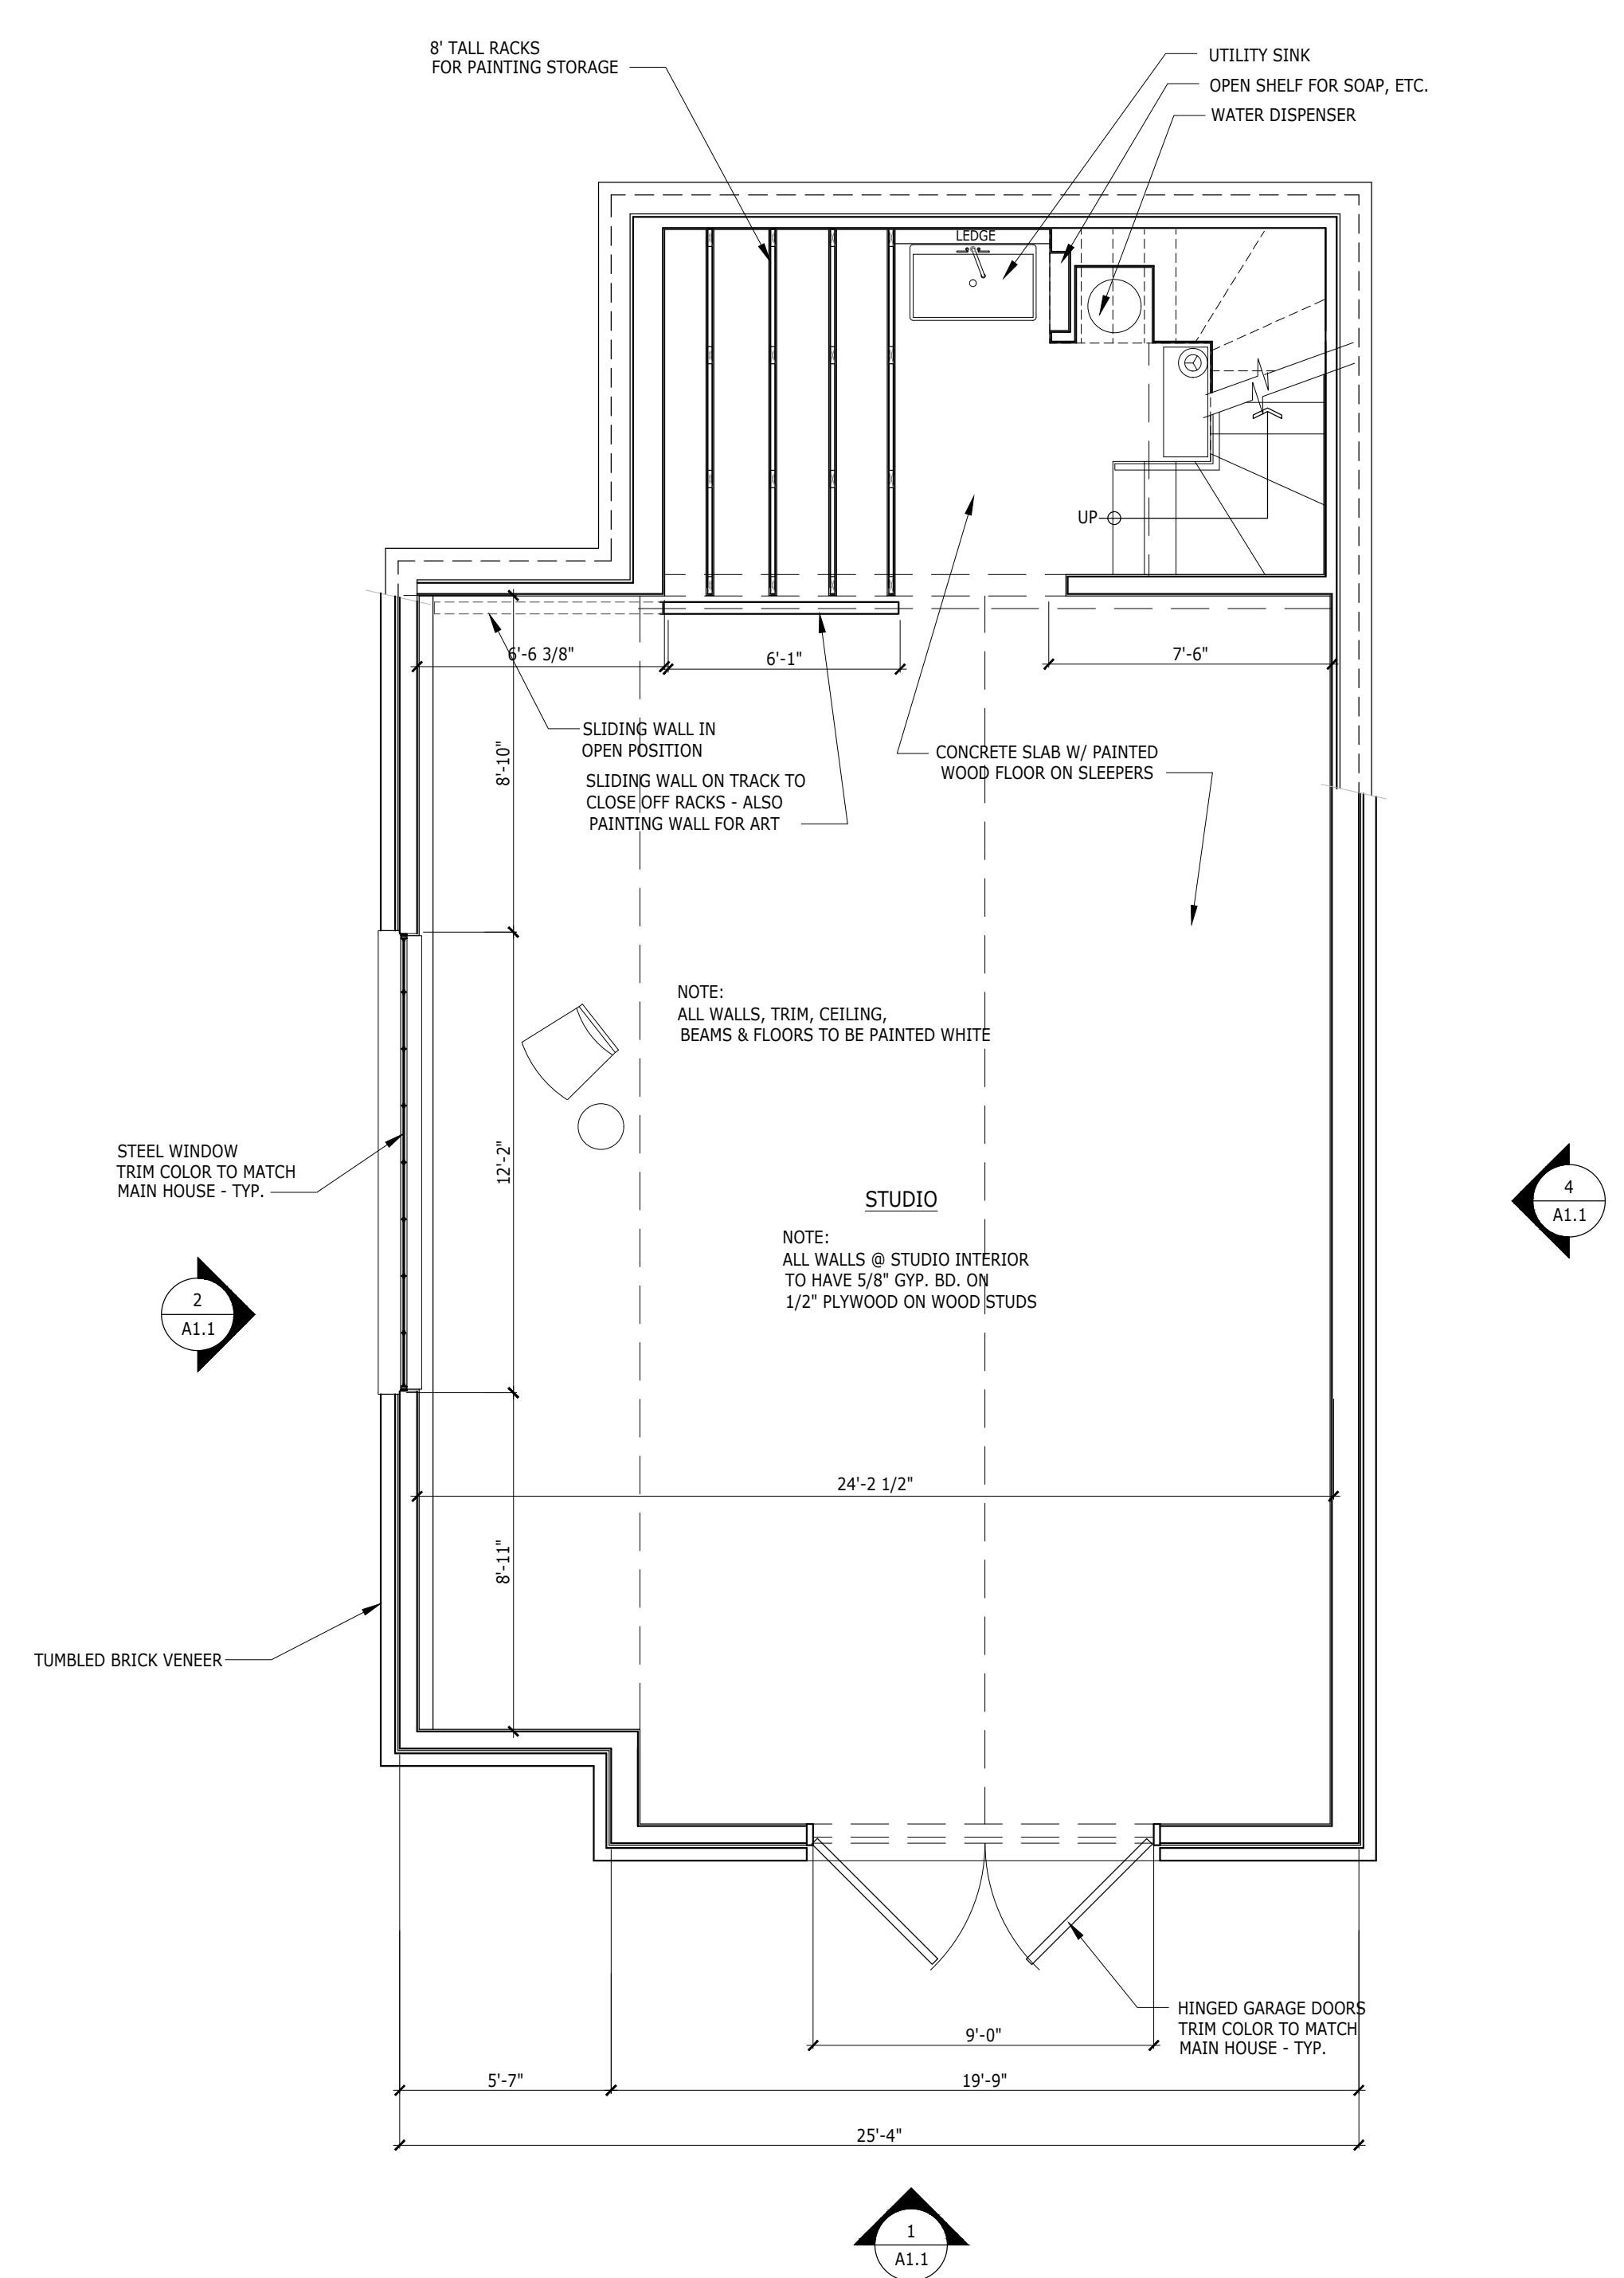 8' TALL RACKS
FOR PAINTING STORAGE
UTILITY SINK
OPEN SHELF FOR SOAP, ETC.
WATER DISPENSER
LEDGE
UP
6'-6 3/8"
6'-1"
7'-6"
SLIDING WALL IN
OPEN POSITION
8'-10"
SLIDING WALL ON TRACK TO
CLOSE OFF RACKS - ALSO
PAINTING WALL FOR ART
CONCRETE SLAB W/ PAINTED
WOOD FLOOR ON SLEEPERS
NOTE:
ALL WALLS, TRIM, CEILING,
BEAMS & FLOORS TO BE PAINTED WHITE
STEEL WINDOW
TRIM COLOR TO MATCH
MAIN HOUSE - TYP.
12'-2"
STUDIO
NOTE:
ALL WALLS @ STUDIO INTERIOR
TO HAVE 5/8" GYP. BD. ON
1/2" PLYWOOD ON WOOD STUDS
4
A1.1
2
A1.1
24'-2 1/2"
8'-11"
TUMBLED BRICK VENEER
HINGED GARAGE DOORS
TRIM COLOR TO MATCH
MAIN HOUSE - TYP.
9'-0"
5'-7"
19'-9"
25'-4"
1
A1.1